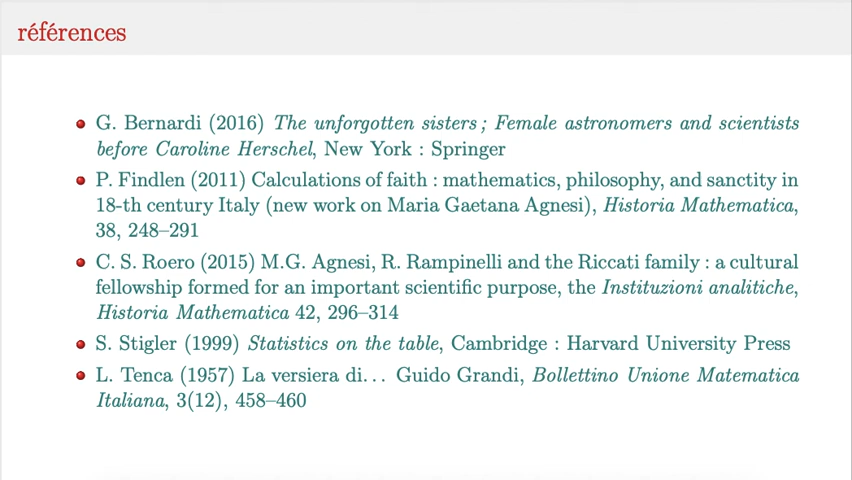 références
G. Bernardi (2016) The unforgotten sisters ; Female astronomers and scientists
before Caroline Herschel, New York : Springer
P. Findlen (2011) Calculations of faith : mathematics, philosophy, and sanctity in
18-th century Italy (new work on Maria Gaetana Agnesi), Historia Mathematica,
38, 248–291
C. S. Roero (2015) M.G. Agnesi, R. Rampinelli and the Riccati family : a cultural
fellowship formed for an important scientific purpose, the Instituzioni analitiche,
Historia Mathematica 42, 296–314
S. Stigler (1999) Statistics on the table, Cambridge : Harvard University Press
L. Tenca (1957) La versiera di... Guido Grandi, Bollettino Unione Matematica
Italiana, 3(12), 458–460